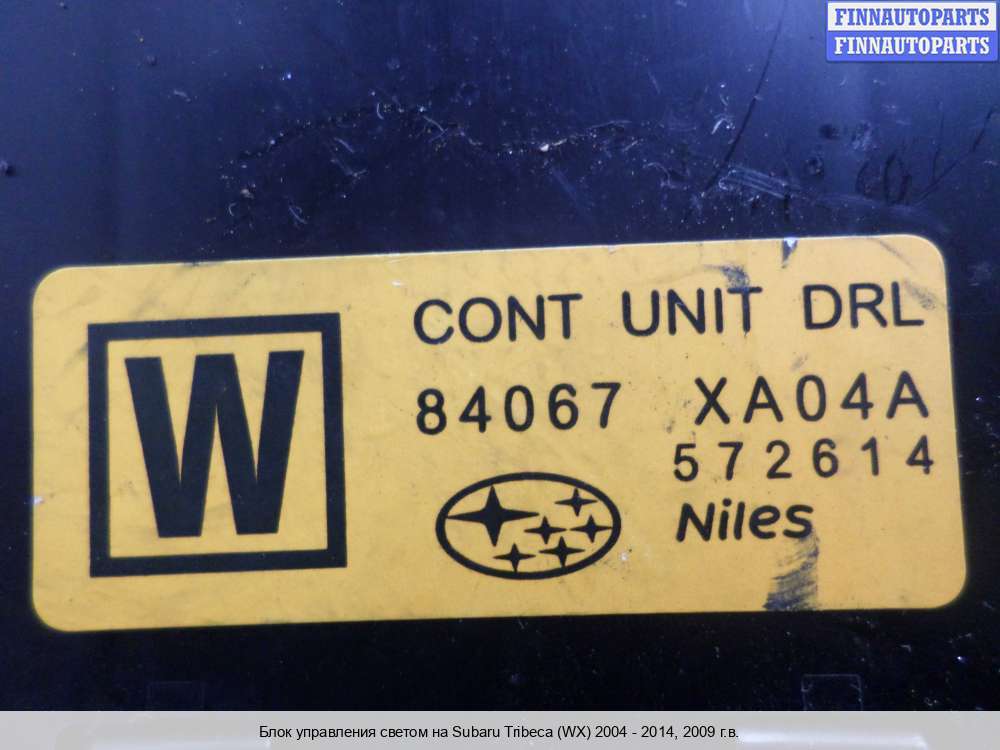 FINNAUTOPARTS
FINNAUTOPARTS
W
CONT UNIT DRL
84067 XA04A
572614
Niles
Блок управления светом на Subaru Tribeca (WX) 2004 - 2014, 2009 г.в.